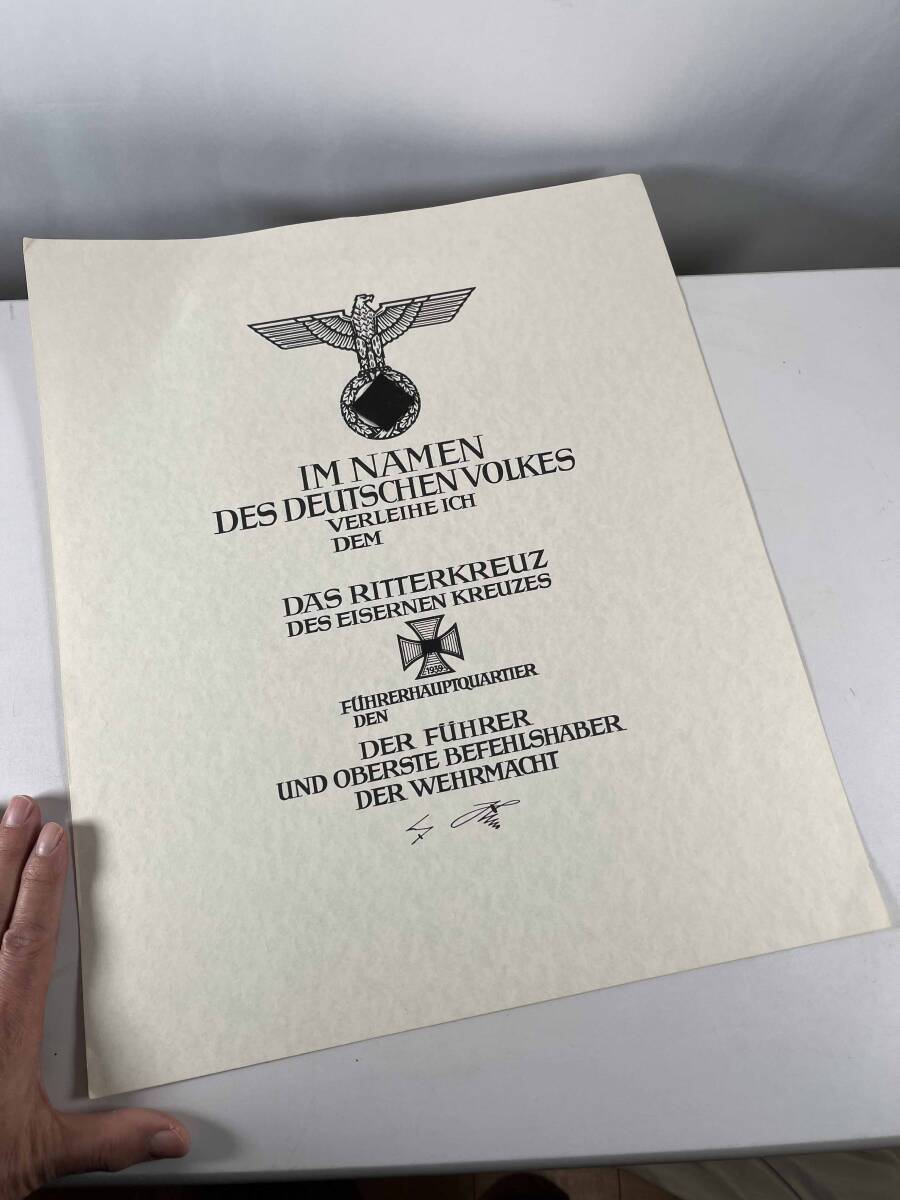 IM NAMEN
DES DEUTSCHEN VOLKES
VERLEIHE ICH
DEM
DAS RITTERKREUZ
DES EISERNEN KREUZES
1939
FÜHRERHAUPTQUARTIER
DEN
DER FÜHRER
UND OBERSTE BEFEHLSHABER
DER WEHRMACHT